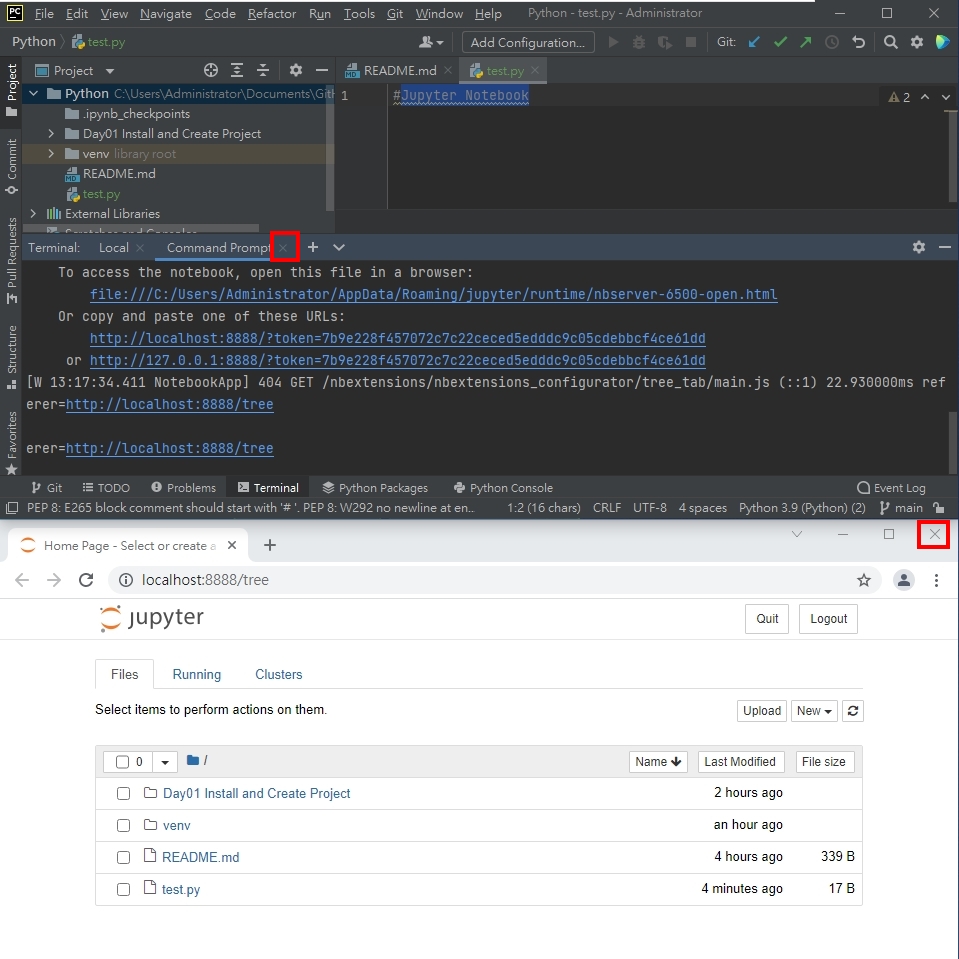 PC File Edit View Navigate Code Refactor Run Tools Git Window Help Python - test.py - Administrator
Python test.py Add Configuration... Git:
Project README.md test.py
Project
Python C:\Users\Administrator\Documents\GitH
1 #Jupyter Notebook
2
.ipynb_checkpoints
Day01 Install and Create Project
Commit
venv library root
README.md
test.py
External Libraries
Scratches and Consoles
Pull Requests
Terminal: Local Command Prompt
To access the notebook, open this file in a browser:
file:///C:/Users/Administrator/AppData/Roaming/jupyter/runtime/nbserver-6500-open.html
Or copy and paste one of these URLs:
http://localhost:8888/?token=7b9e228f457072c7c22ceced5edddc9c05cdebbcf4ce61dd
or http://127.0.0.1:8888/?token=7b9e228f457072c7c22ceced5edddc9c05cdebbcf4ce61dd
Structure
[W 13:17:34.411 NotebookApp] 404 GET /nbextensions/nbextensions_configurator/tree_tab/main.js (::1) 22.930000ms ref
erer=http://localhost:8888/tree
Favorites
erer=http://localhost:8888/tree
Git TODO Problems Terminal Python Packages Python Console Event Log
PEP 8: E265 block comment should start with '# '. PEP 8: W292 no newline at en.. 1:2 (16 chars) CRLF UTF-8 4 spaces Python 3.9 (Python) (2) main
Home Page - Select or create a
localhost:8888/tree
jupyter Quit Logout
Files Running Clusters
Select items to perform actions on them. Upload New
0 / Name Last Modified File size
Day01 Install and Create Project 2 hours ago
venv an hour ago
README.md 4 hours ago 339 B
test.py 4 minutes ago 17 B